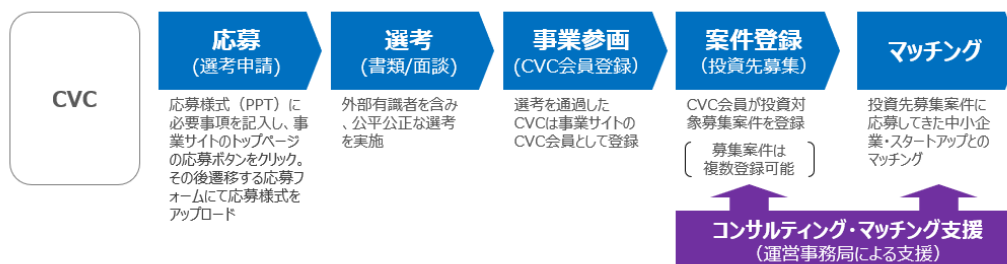 CVC
応募
(選考申請)
応募様式（PPT）に
必要事項を記入し、事
業サイトのトップページ
の応募ボタンをクリック。
その後遷移する応募フ
ォームにて応募様式を
アップロード
選考
（書類/面談）
外部有識者を含み
、公平公正な選考
を実施
事業参画
(CVC会員登録）
選考を通過した
CVCは事業サイトの
CVC会員として登録
案件登録
（投資先募集）
CVC会員が投資対
象募集案件を登録
募集案件は
複数登録可能
マッチング
投資先募集案件に
応募してきた中小企
業・スタートアップとの
マッチング
コンサルティング・マッチング支援
（運営事務局による支援）